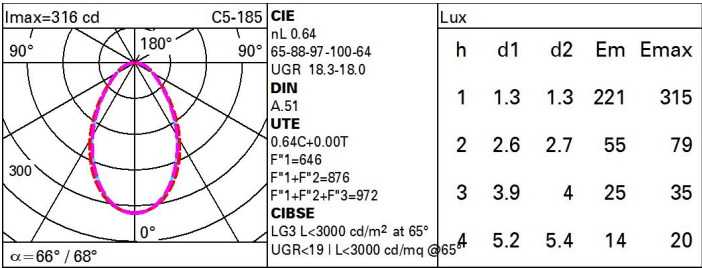 Imax=316 cd C5-185
90° 180° 90°
300
0°
α=66° / 68°
CIE
nL 0.64
65-88-97-100-64
UGR 18.3-18.0
DIN
A.51
UTE
0.64C+0.00T
F"1=646
F"1+F"2=876
F"1+F"2+F"3=972
CIBSE
LG3 L<3000 cd/m² at 65°
UGR<19 | L<3000 cd/mq @65°
Lux
h d1 d2 Em Emax
1 1.3 1.3 221 315
2 2.6 2.7 55 79
3 3.9 4 25 35
4 5.2 5.4 14 20